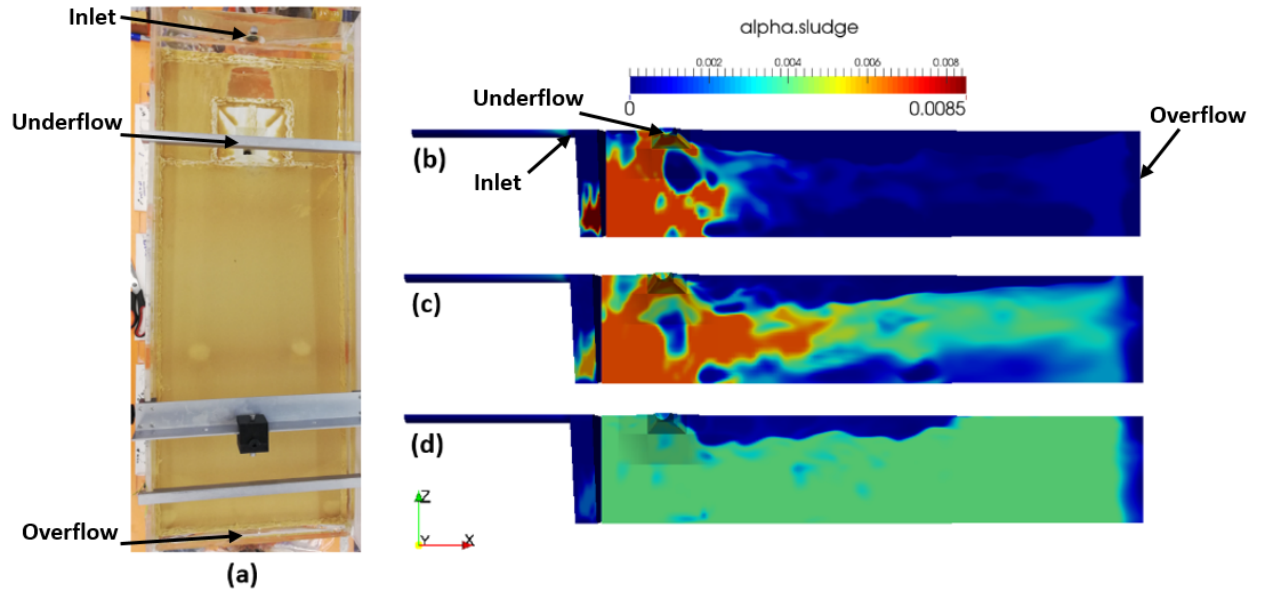 Inlet
Underflow
Overflow
(a)
alpha.sludge
0.002
0.004
0.006
0.008
0
0.0085
Underflow
Overflow
(b)
Inlet
(c)
(d)
Z
Y
X